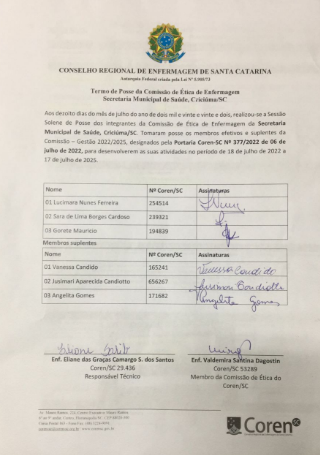 CONSELHO REGIONAL DE ENFERMAGEM DE SANTA CATARINA
Autarquia Federal criada pela Lei Nº 5.905/73
Termo de Posse da Comissão de Ética de Enfermagem
Secretaria Municipal de Saúde, Criciúma/SC
Aos dezoito dias do mês de julho do ano de dois mil e vinte e vinte e dois, realizou-se a Sessão
Solene de Posse dos integrantes da Comissão de Ética de Enfermagem da Secretaria
Municipal de Saúde, Criciúma/SC. Tomaram posse os membros efetivos e suplentes da
Comissão – Gestão 2022/2025, designados pela Portaria Coren-SC Nº 377/2022 de 06 de
julho de 2022, para desenvolverem as suas atividades no período de 18 de julho de 2022 a
17 de julho de 2025.
Nome Nº Coren/SC Assinaturas
01 Lucimara Nunes Ferreira 254514
02 Sara de Lima Borges Cardoso 233321
03 Gorete Mauricio 194839
Membros suplentes
Nome Nº Coren/SC Assinaturas
01 Vanessa Candido 165241 Vanessa Candido
02 Jusimari Aparecida Candiotto 656267 Candiotto
03 Angelita Gomes 171682 Angelita Gomes
Enf. Eliane das Graças Camargo S. dos Santos
Coren/SC 29.436
Responsável Técnico
Enf. Valdemira Santina Dagostin
Coren/SC 53289
Membro de Comissão de Ética do
Coren/SC.
Coren SC